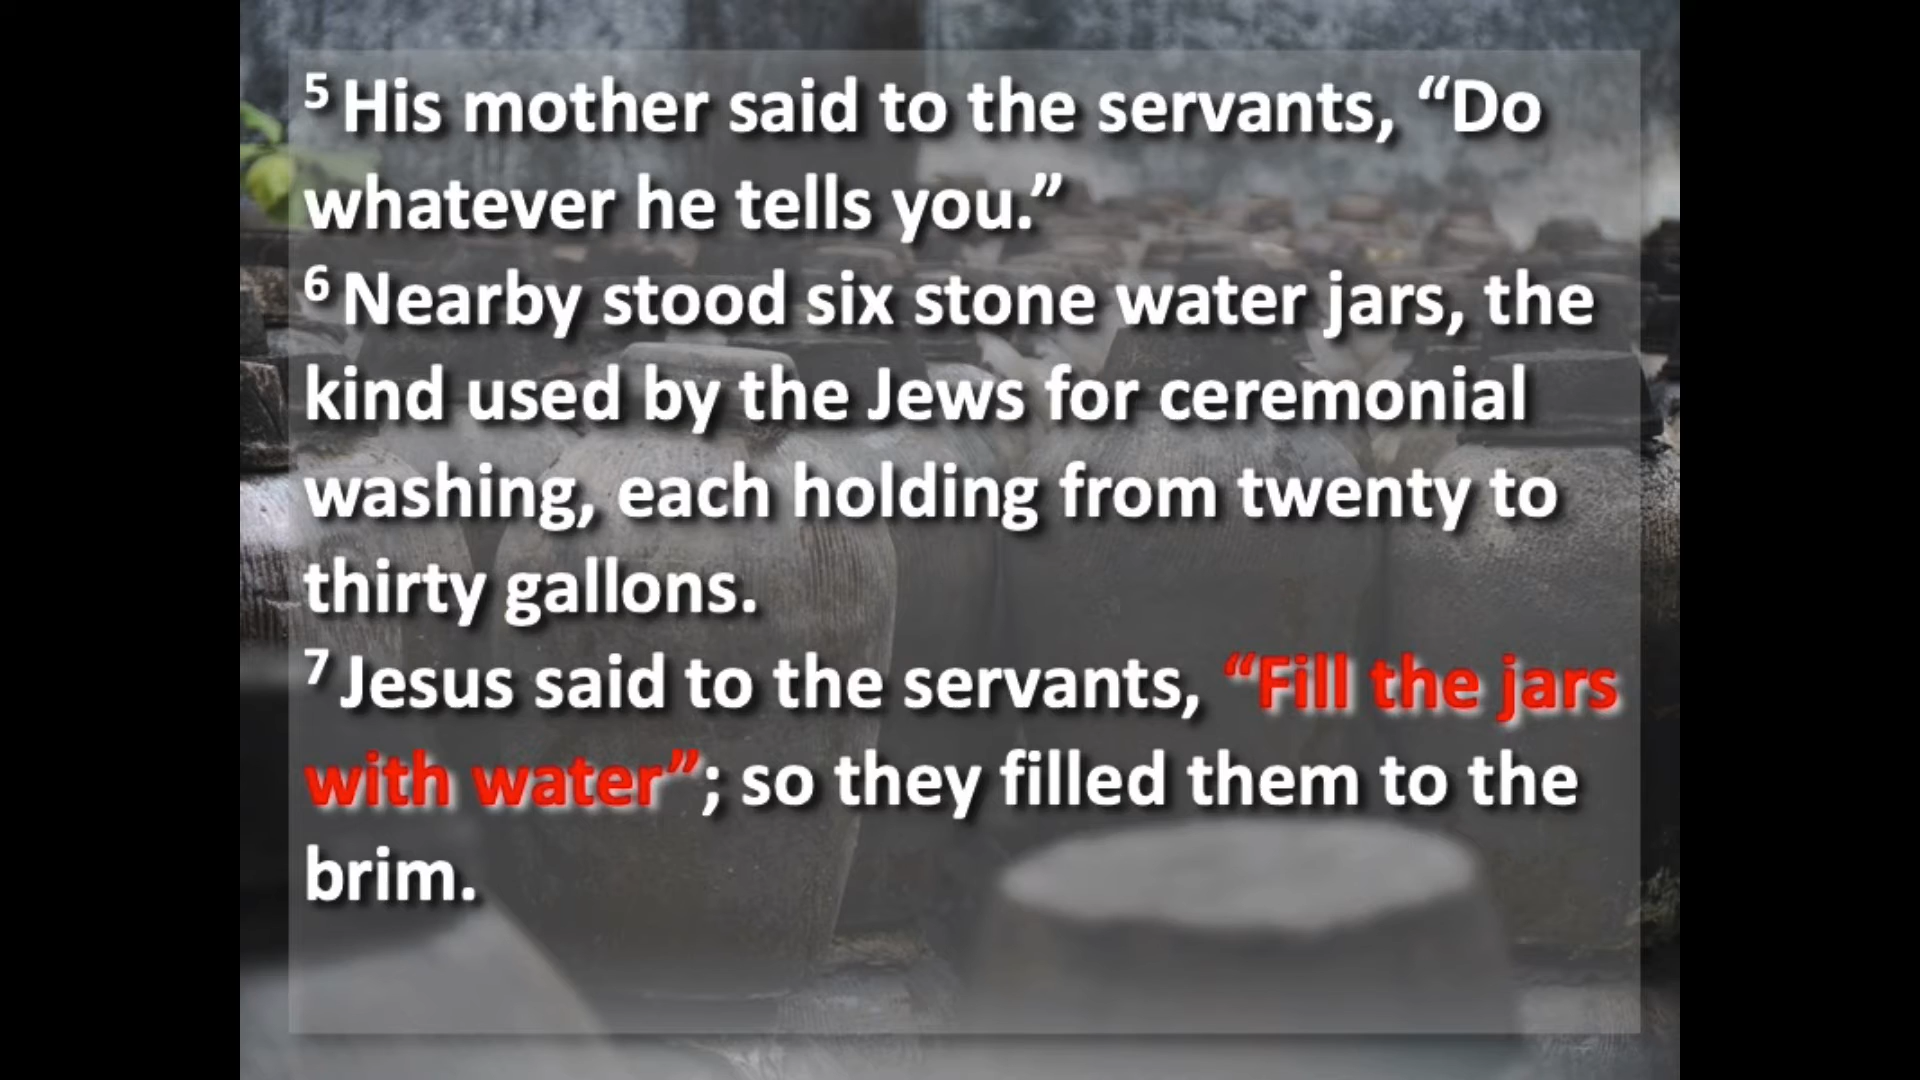 ⁵ His mother said to the servants, “Do
whatever he tells you.”
⁶ Nearby stood six stone water jars, the
kind used by the Jews for ceremonial
washing, each holding from twenty to
thirty gallons.
⁷ Jesus said to the servants, “Fill the jars
with water”; so they filled them to the
brim.